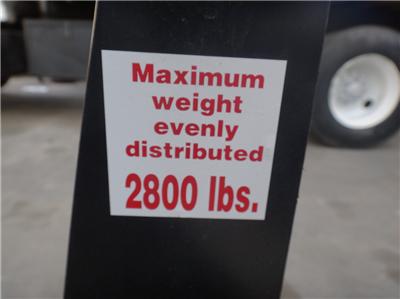 Maximum
weight
evenly
distributed
2800 lbs.